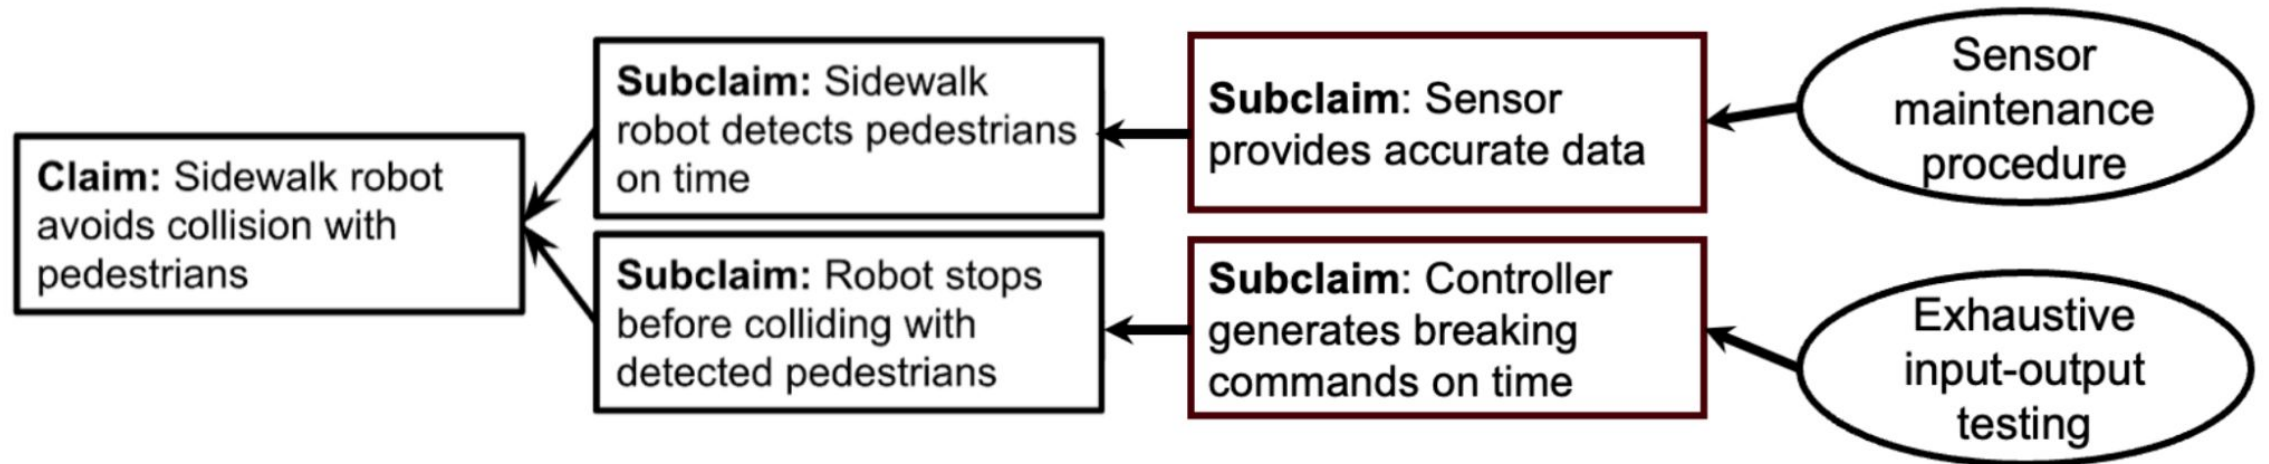 Claim: Sidewalk robot
avoids collision with
pedestrians
Subclaim: Sidewalk
robot detects pedestrians
on time
Subclaim: Robot stops
before colliding with
detected pedestrians
Subclaim: Sensor
provides accurate data
Subclaim: Controller
generates breaking
commands on time
Sensor
maintenance
procedure
Exhaustive
input-output
testing